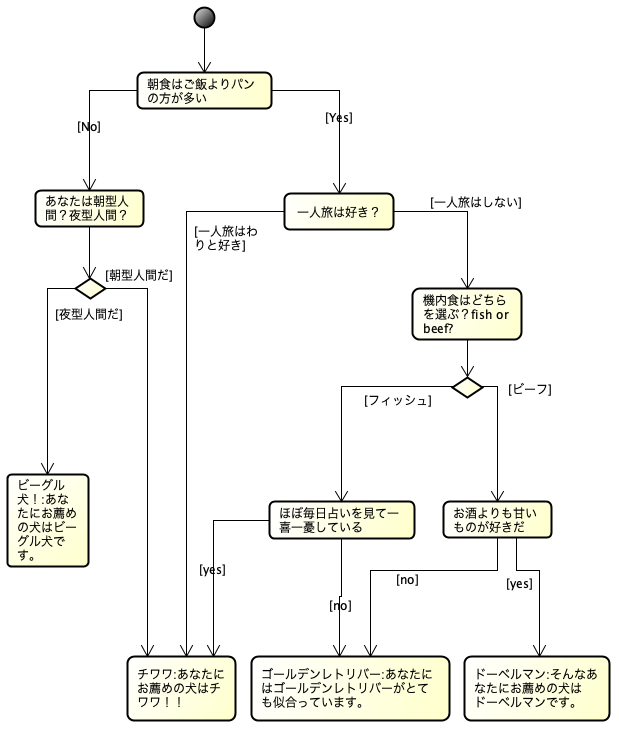 朝食はご飯よりパン
の方が多い
[No]
[Yes]
あなたは朝型人
間？夜型人間？
一人旅は好き？
[一人旅はしない]
[一人旅はわ
りと好き]
[朝型人間だ]
[夜型人間だ]
機内食はどちら
を選ぶ？fish or
beef?
[フィッシュ]
[ビーフ]
ビーグル
犬！:あな
たにお薦め
の犬はビー
グル犬で
す。
ほぼ毎日占いを見て一
喜一憂している
お酒よりも甘い
ものが好きだ
[yes]
[no]
[no]
[yes]
チワワ:あなたに
お薦めの犬はチ
ワワ！！
ゴールデンレトリバー:あなたに
はゴールデンレトリバーがとて
も似合っています。
ドーベルマン:そんなあ
なたにお薦めの犬は
ドーベルマンです。